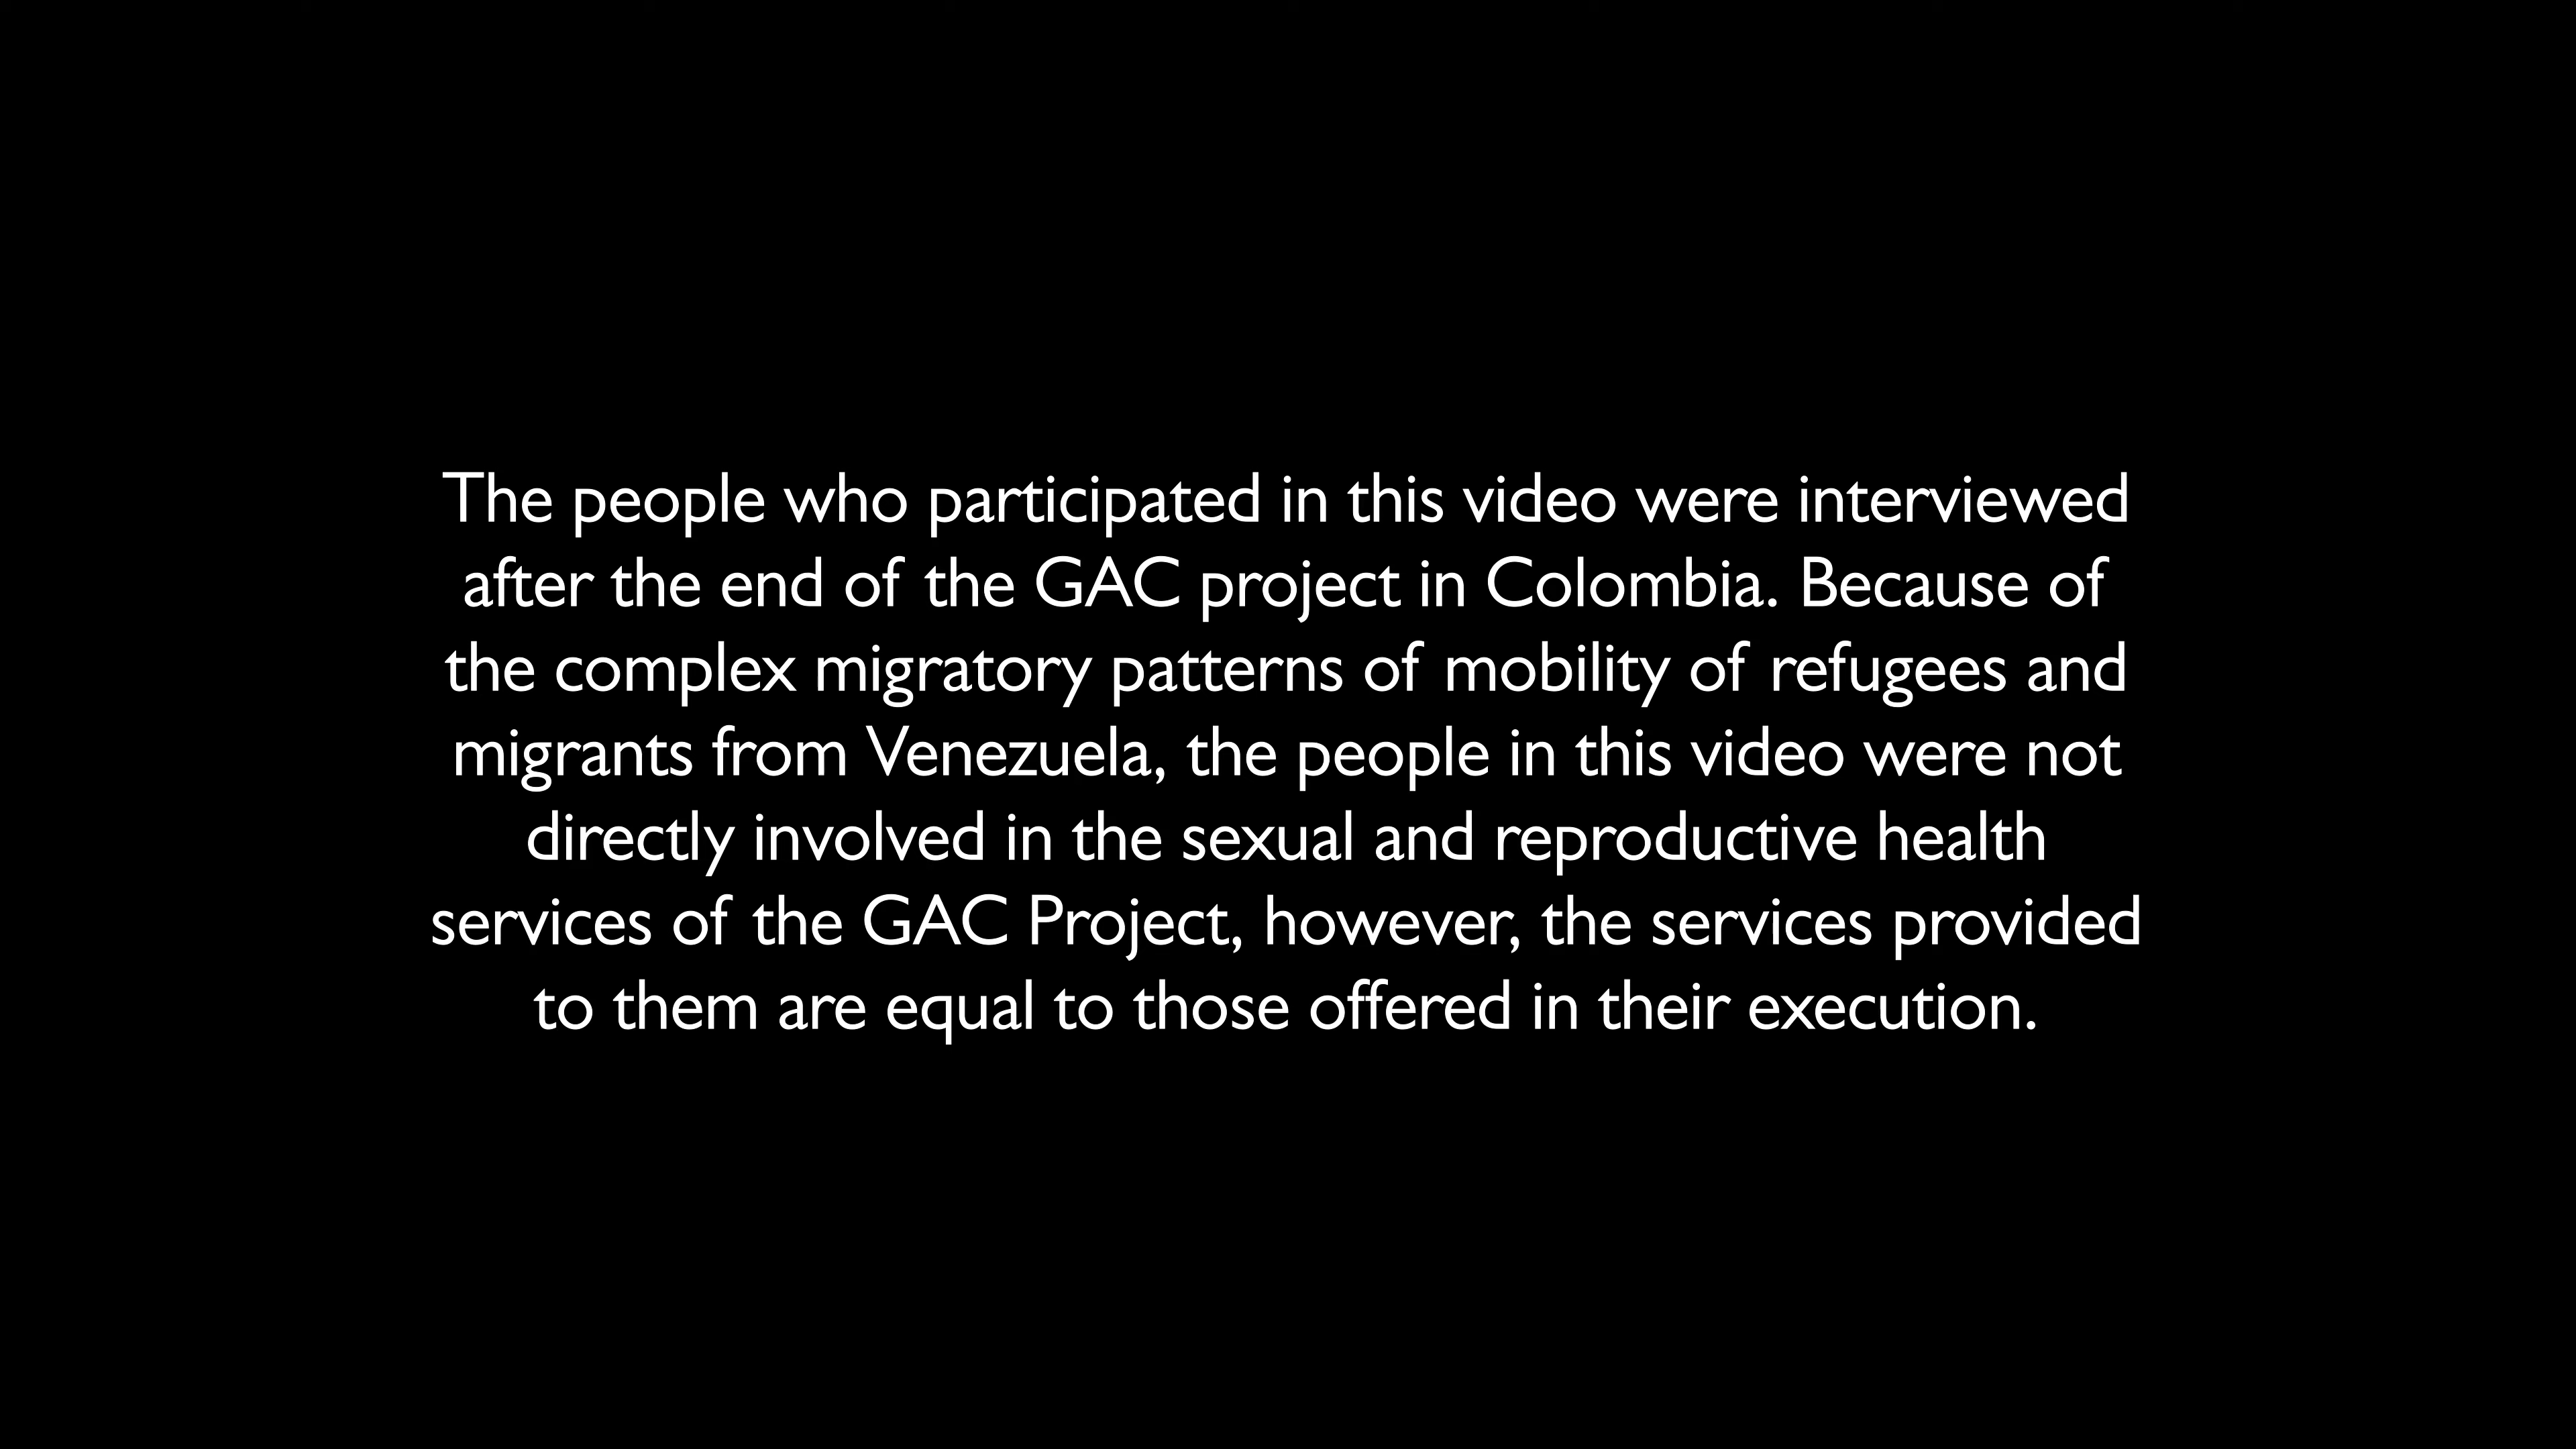 The people who participated in this video were interviewed
after the end of the GAC project in Colombia. Because of
the complex migratory patterns of mobility of refugees and
migrants from Venezuela, the people in this video were not
directly involved in the sexual and reproductive health
services of the GAC Project, however, the services provided
to them are equal to those offered in their execution.